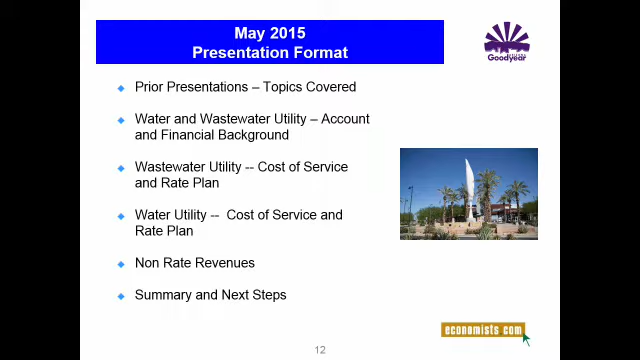 May 2015
Presentation Format
Goodyear
Prior Presentations – Topics Covered
Water and Wastewater Utility – Account
and Financial Background
Wastewater Utility -- Cost of Service
and Rate Plan
Water Utility -- Cost of Service and
Rate Plan
Non Rate Revenues
Summary and Next Steps
economists.com
12